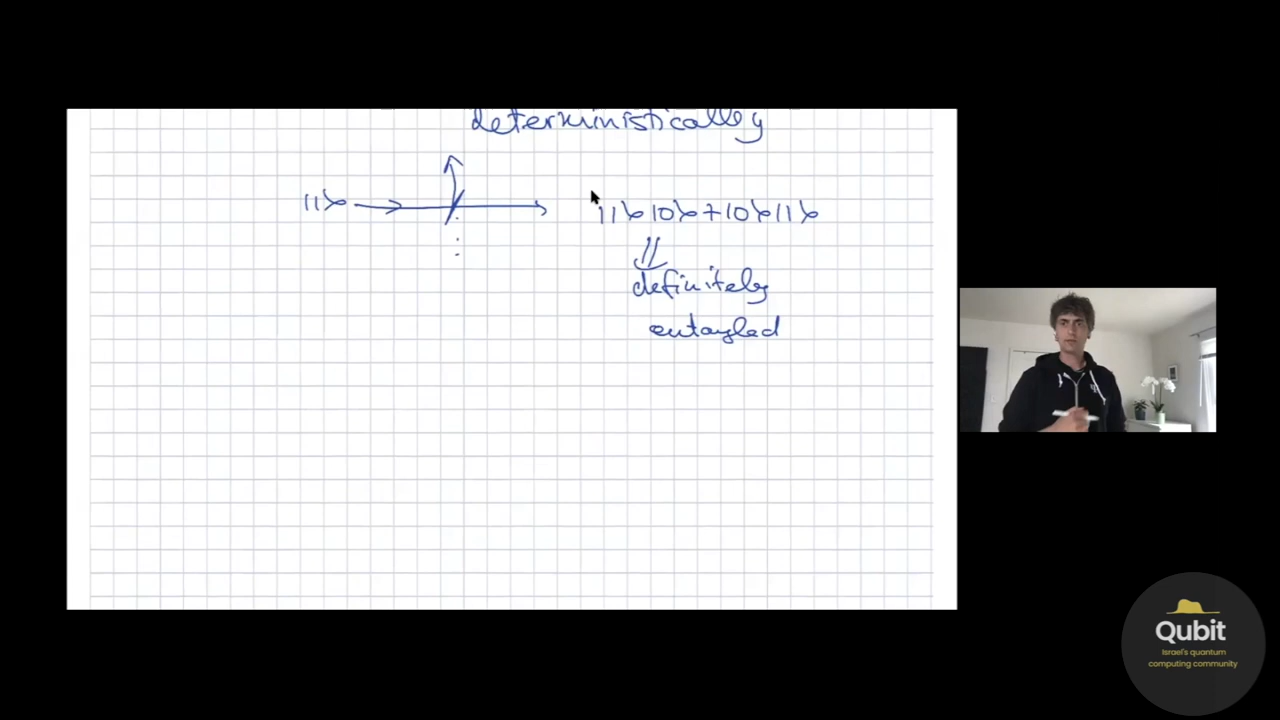 deterministically
|1> |1>|0>+|0>|1>
definitely
entangled
Qubit
Israel's quantum
computing community